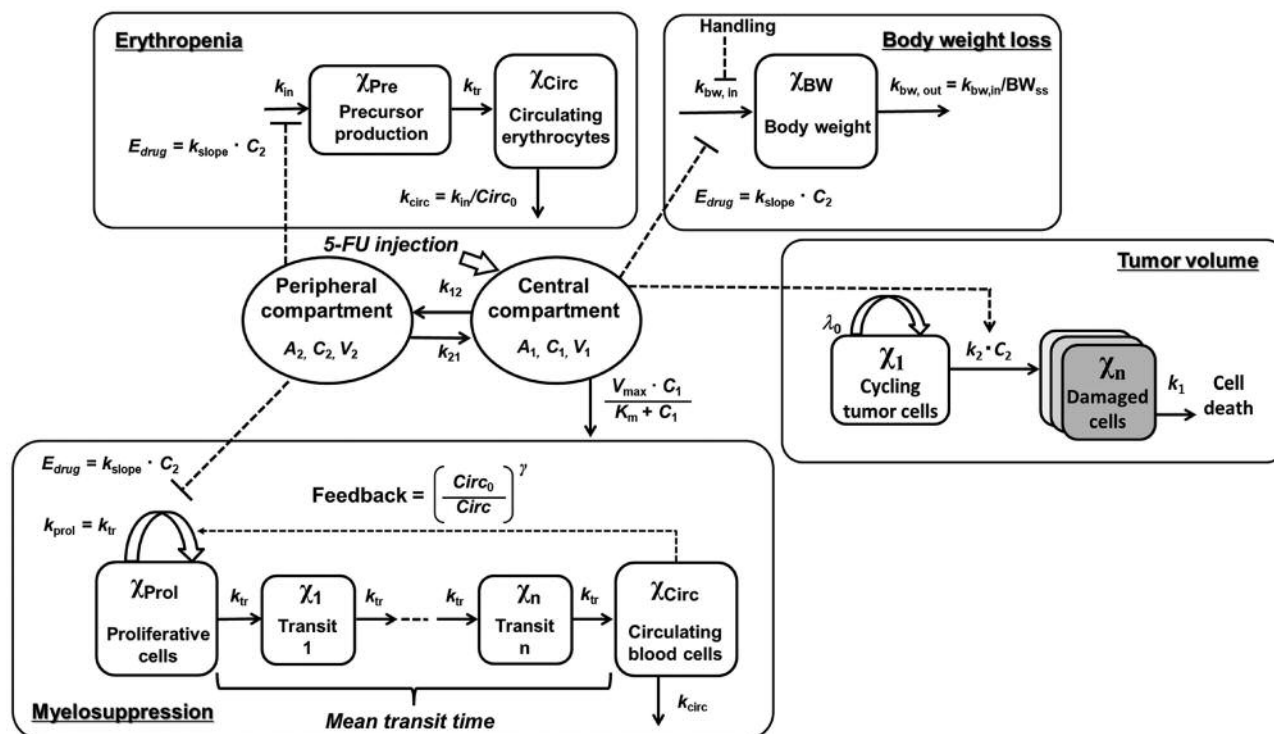 Erythropenia
k_in
χ_Pre
Precursor
production
k_tr
χ_Circ
Circulating
erythrocytes
E_drug = k_slope · C_2
k_circ = k_in/Circ_0
Handling
Body weight loss
k_bw, in
χ_BW
Body weight
k_bw, out = k_bw,in/BW_ss
E_drug = k_slope · C_2
5-FU injection
Peripheral
compartment
A_2, C_2, V_2
k_12
k_21
Central
compartment
A_1, C_1, V_1
V_max · C_1
K_m + C_1
Tumor volume
λ_0
χ_1
Cycling
tumor cells
k_2 · C_2
χ_n
Damaged
cells
k_1
Cell
death
E_drug = k_slope · C_2
Feedback = (Circ_0/Circ)^γ
k_prol = k_tr
χ_Prol
Proliferative
cells
k_tr
χ_1
Transit
1
k_tr
k_tr
χ_n
Transit
n
k_tr
χ_Circ
Circulating
blood cells
k_circ
Mean transit time
Myelosuppression